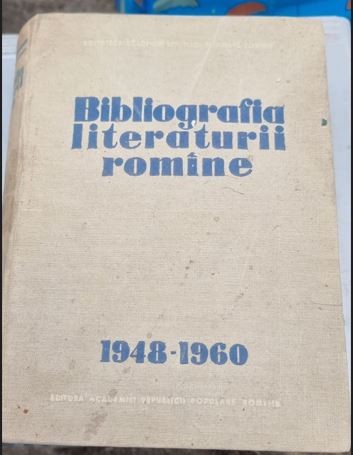 Bibliografia
literaturii
romîne
1948-1960
EDITURA ACADEMIEI REPUBLICII POPULARE ROMÎNE